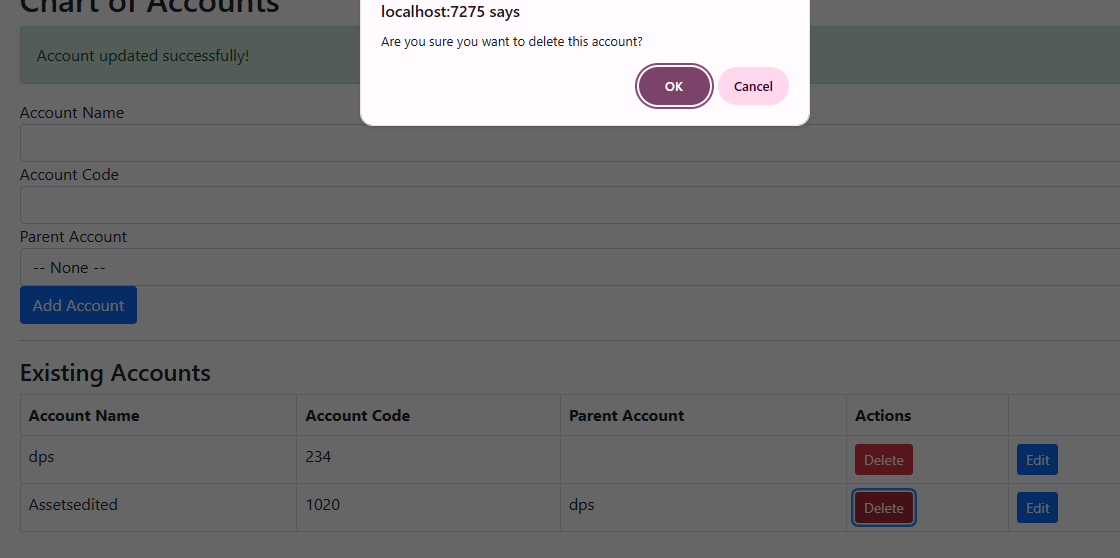 Chart of Accounts
localhost:7275 says
Are you sure you want to delete this account?
OK Cancel
Account updated successfully!
Account Name
Account Code
Parent Account
-- None --
Add Account
Existing Accounts
Account Name Account Code Parent Account Actions
dps 234 Delete Edit
Assetsedited 1020 dps Delete Edit